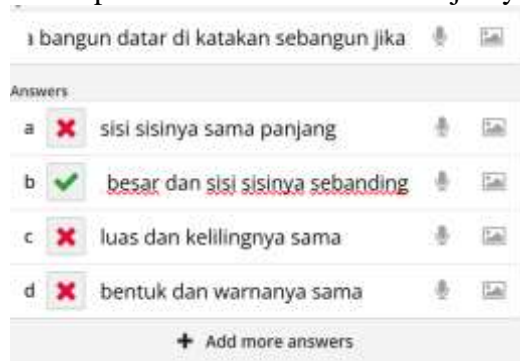 bangun datar di katakan sebangun jika
Answers
a sisi sisinya sama panjang
b besar dan sisi sisinya sebanding
c luas dan kelilingnya sama
d bentuk dan warnanya sama
+ Add more answers